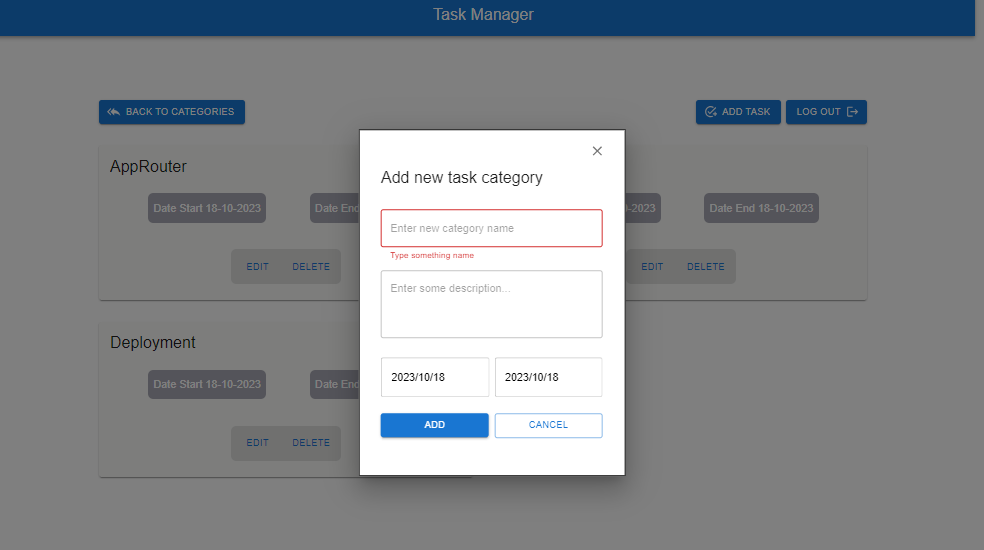 Task Manager
BACK TO CATEGORIES
ADD TASK
LOG OUT
AppRouter
Date Start 18-10-2023
Date End
-2023
Date End 18-10-2023
EDIT
DELETE
EDIT
DELETE
Deployment
Date Start 18-10-2023
Date End
EDIT
DELETE
Add new task category
Enter new category name
Type something name
Enter some description...
2023/10/18
2023/10/18
ADD
CANCEL